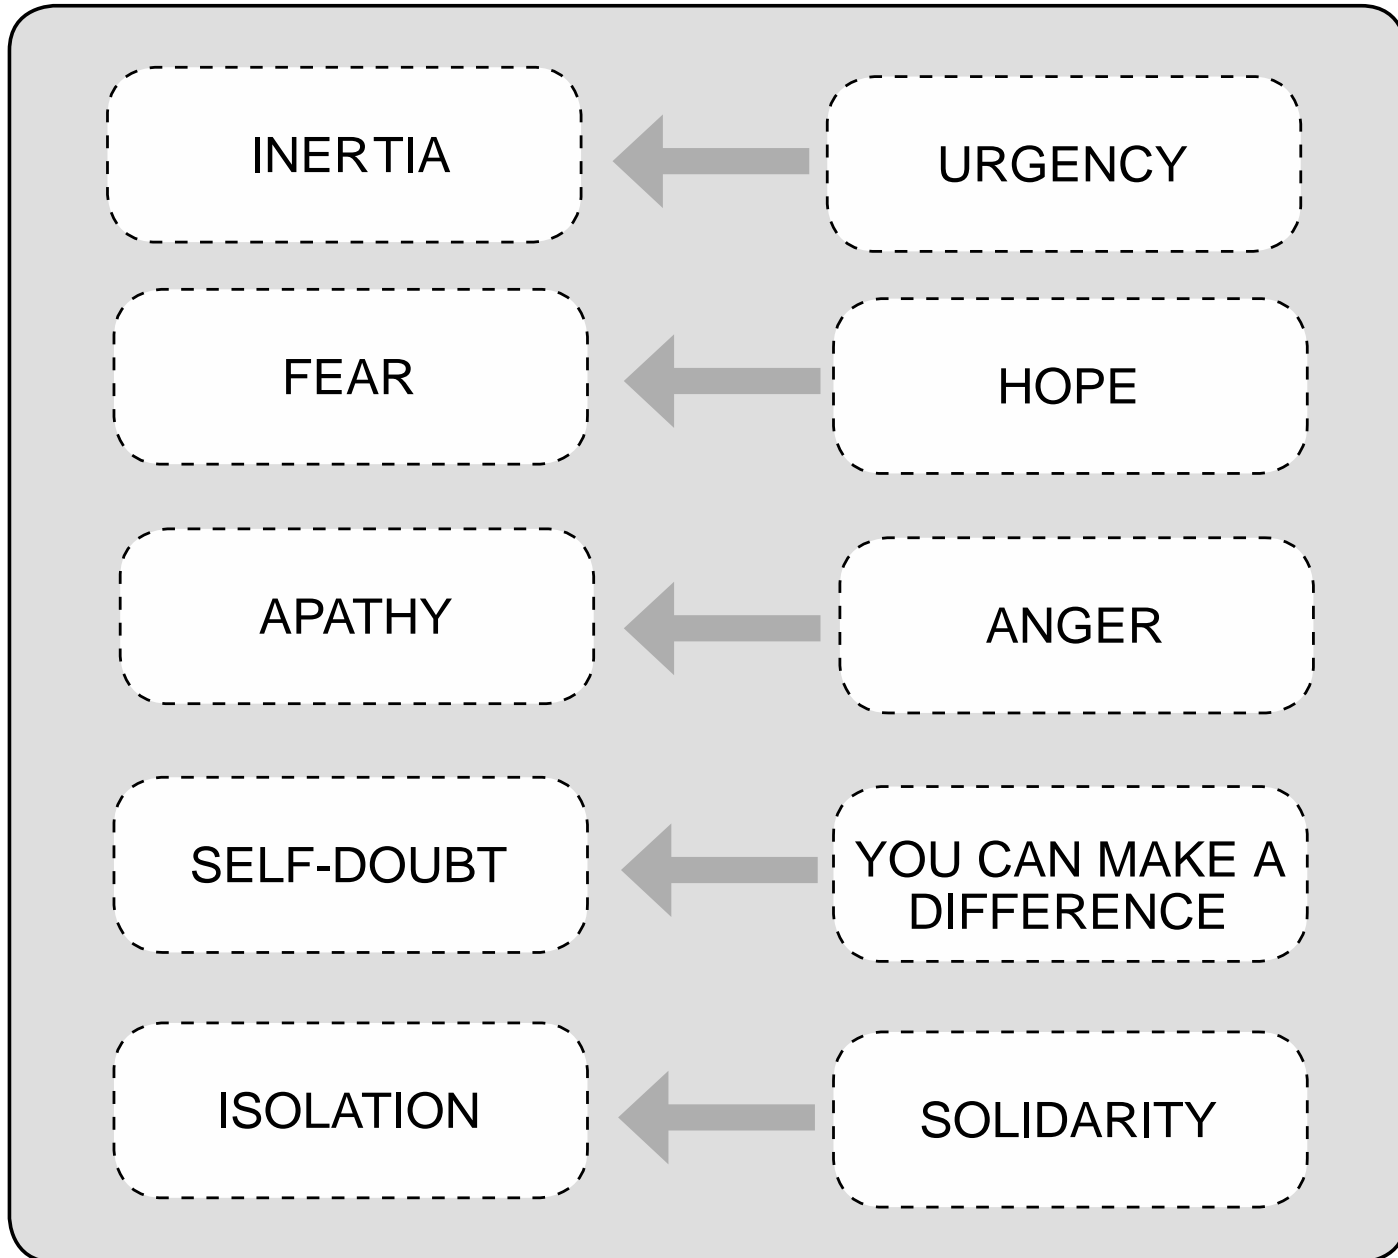 INERTIA
URGENCY
FEAR
HOPE
APATHY
ANGER
SELF-DOUBT
YOU CAN MAKE A
DIFFERENCE
ISOLATION
SOLIDARITY